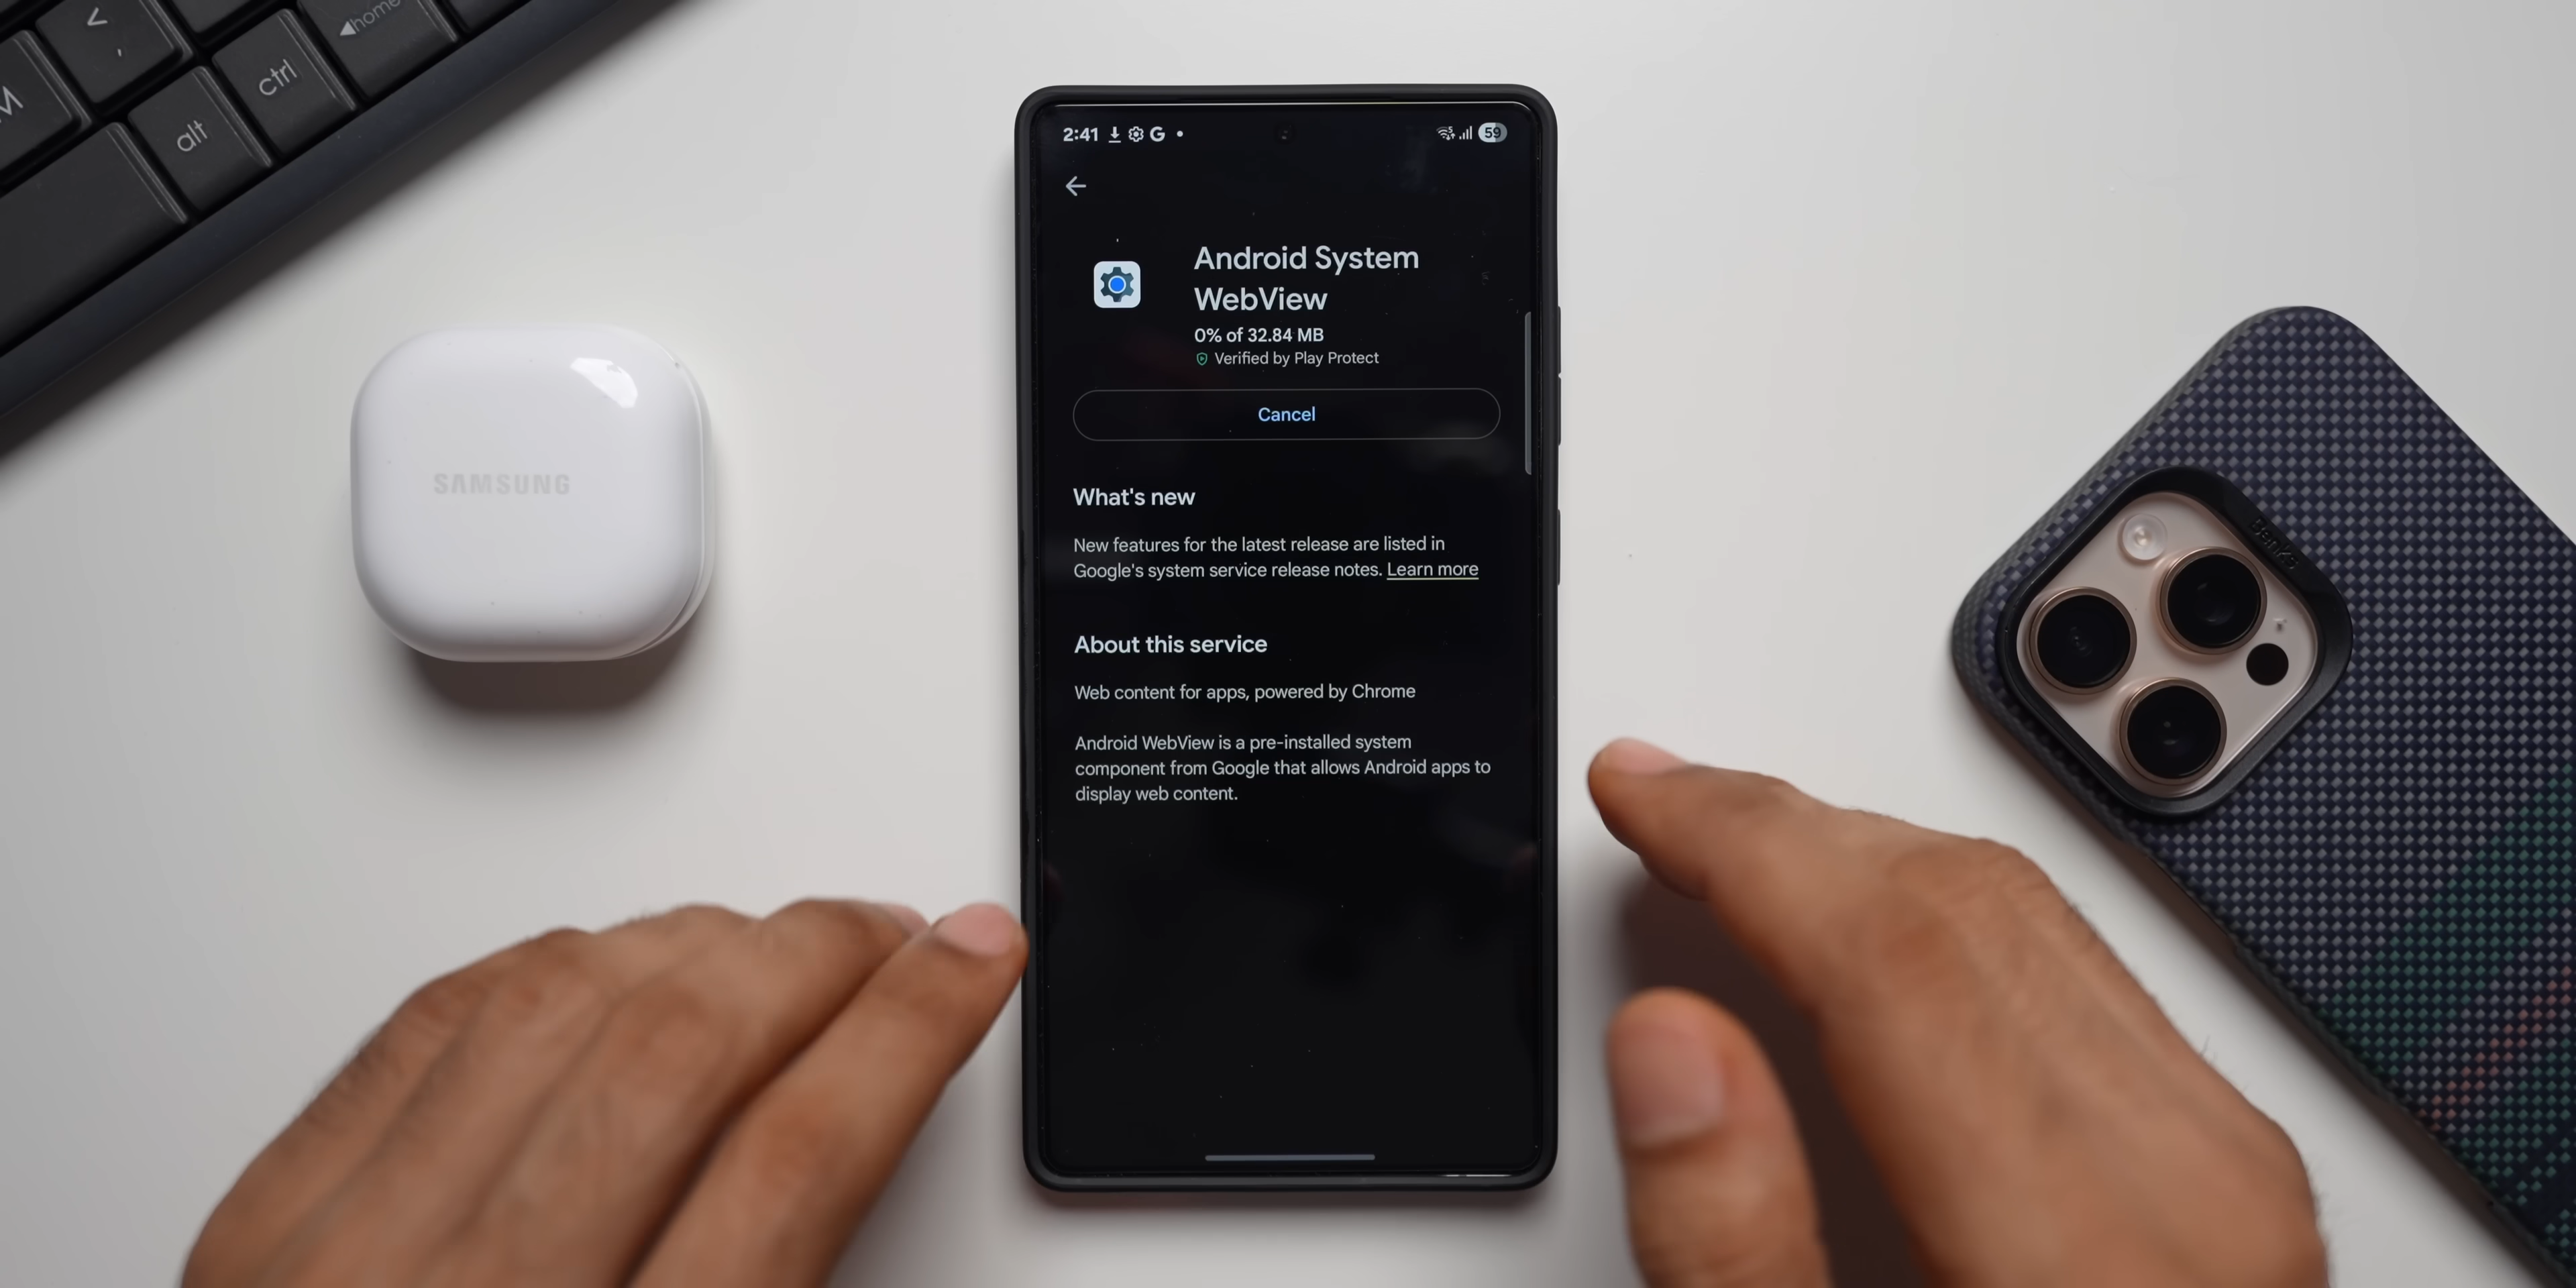 <
,
◀home
M
alt
ctrl
SAMSUNG
2:41 G
59
Android System
WebView
0% of 32.84 MB
Verified by Play Protect
Cancel
What's new
New features for the latest release are listed in
Google's system service release notes. Learn more
About this service
Web content for apps, powered by Chrome
Android WebView is a pre-installed system
component from Google that allows Android apps to
display web content.
Benks